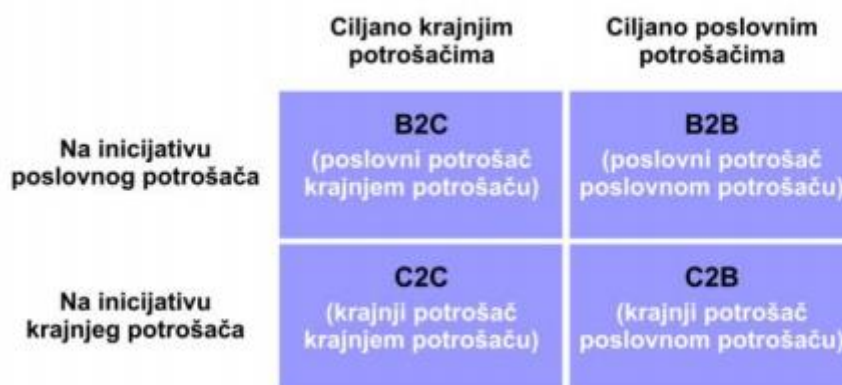 Ciljano krajnjim
potrošačima
Ciljano poslovnim
potrošačima
Na inicijativu
poslovnog potrošača
B2C
(poslovni potrošač
krajnjem potrošaču)
B2B
(poslovni potrošač
poslovnom potrošaču)
Na inicijativu
krajnjeg potrošača
C2C
(krajnji potrošač
krajnjem potrošaču)
C2B
(krajnji potrošač
poslovnom potrošaču)